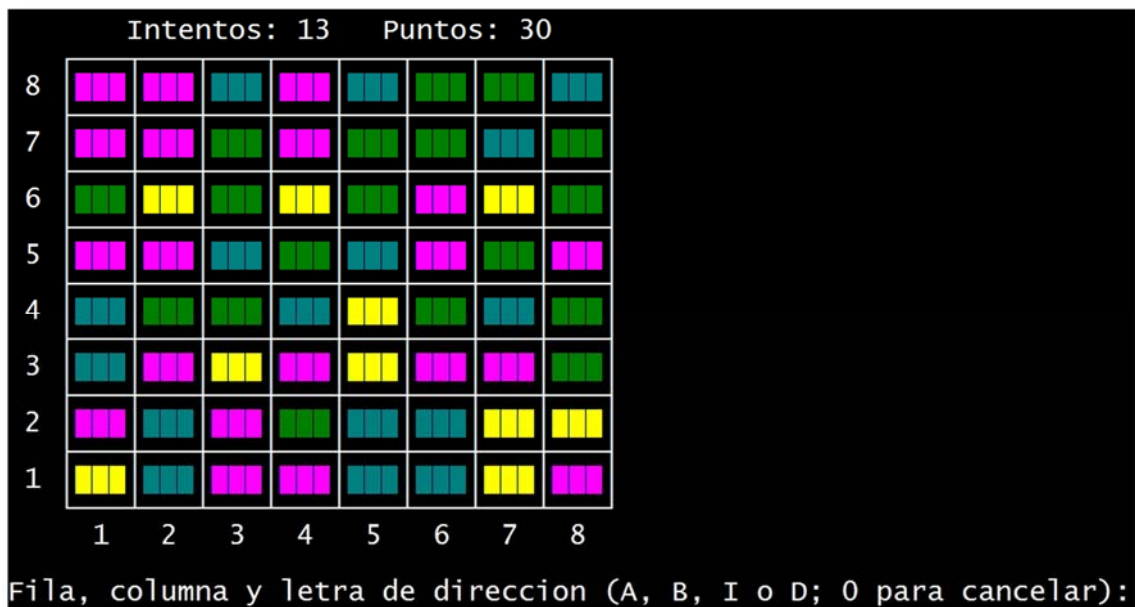 Intentos: 13   Puntos: 30
8
7
6
5
4
3
2
1
1 2 3 4 5 6 7 8
Fila, columna y letra de direccion (A, B, I o D; 0 para cancelar):